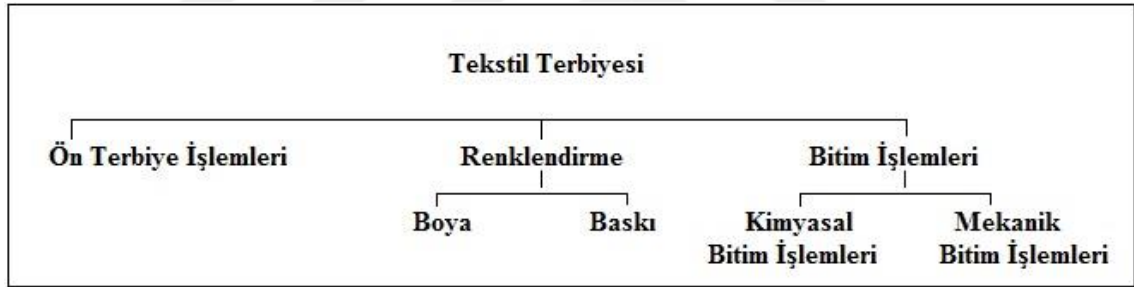 Tekstil Terbiyesi
Ön Terbiye İşlemleri Renklendirme Bitim İşlemleri
Boya Baskı Kimyasal Mekanik
Bitim İşlemleri Bitim İşlemleri